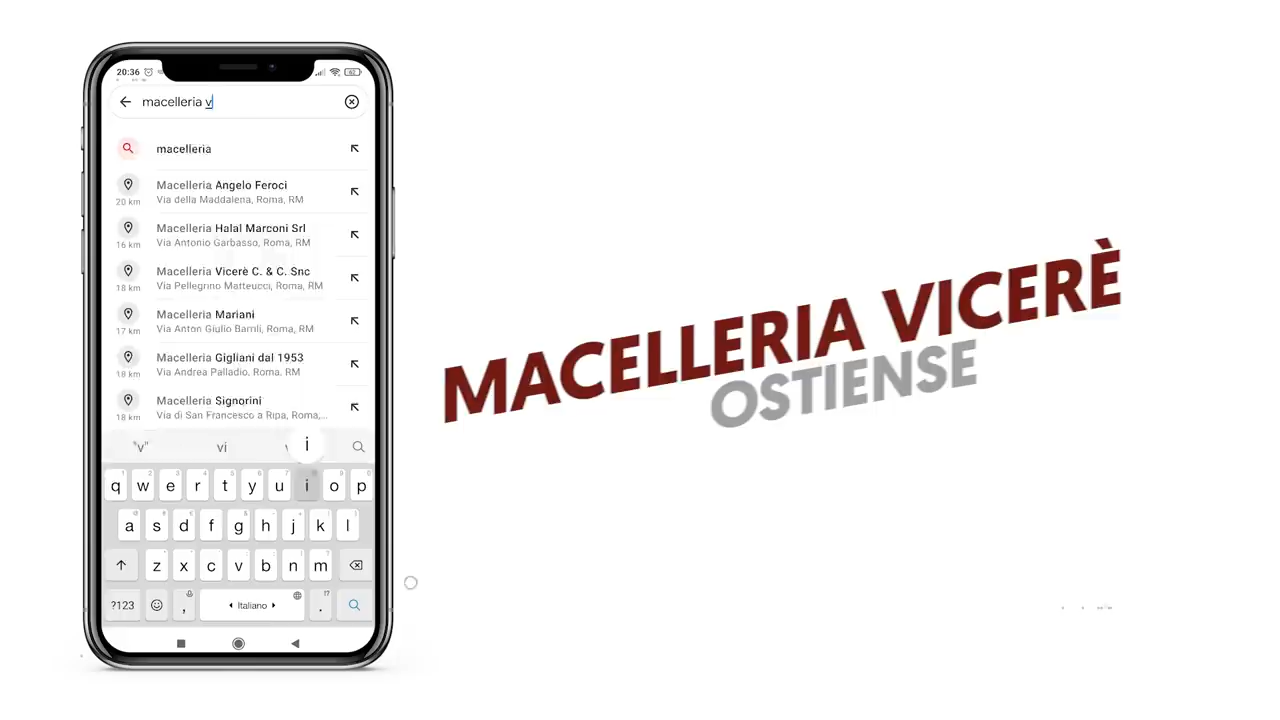 20:36
62
macelleria v
macelleria
Macelleria Angelo Feroci
Via della Maddalena, Roma, RM
20 km
Macelleria Halal Marconi Srl
Via Antonio Garbasso, Roma, RM
16 km
Macelleria Vicerè C. & C. Snc
Via Pellegrino Matteucci, Roma, RM
18 km
Macelleria Mariani
Via Anton Giulio Barrili, Roma, RM
17 km
Macelleria Gigliani dal 1953
Via Andrea Palladio, Roma, RM
18 km
Macelleria Signorini
Via di San Francesco a Ripa, Roma,...
18 km
"v" vi i
q w e r t y u i o p
a s d f g h j k l
z x c v b n m
?123 , Italiano .
MACELLERIA VICERÈ
OSTIENSE